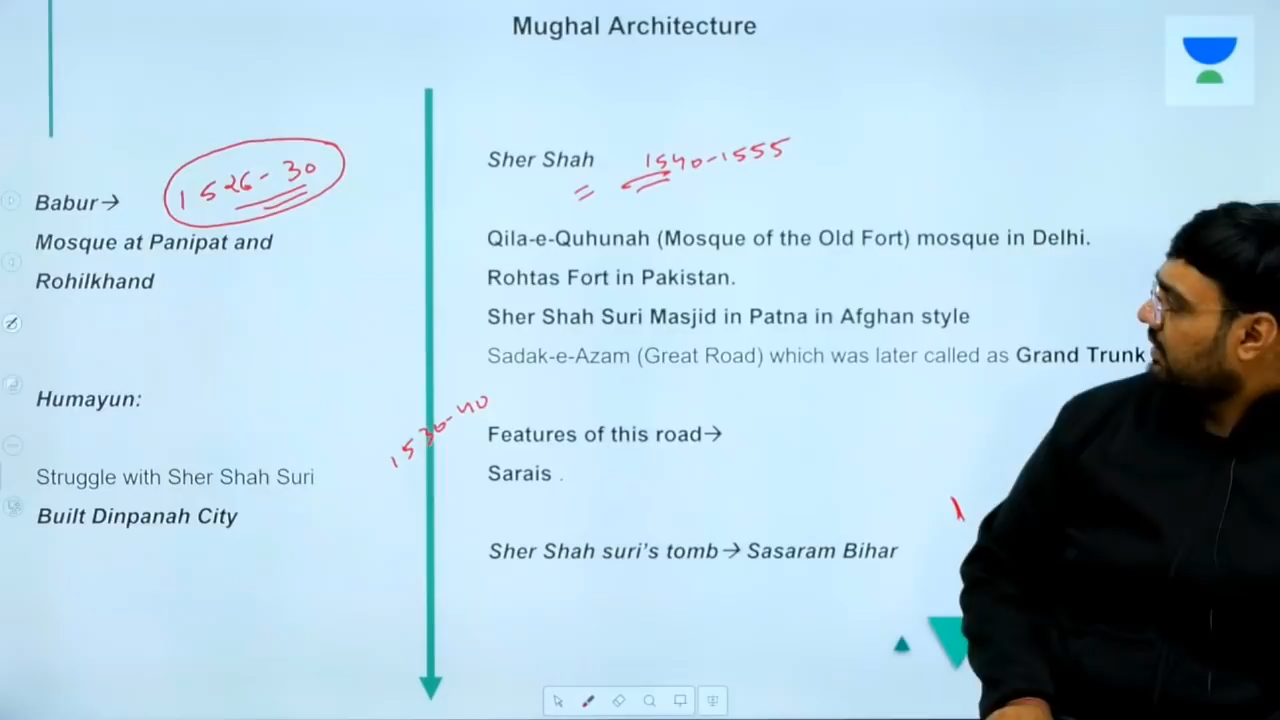 Mughal Architecture
1526-30
Babur→
Mosque at Panipat and
Rohilkhand
Humayun:
1530-40
Struggle with Sher Shah Suri
Built Dinpanah City
Sher Shah 1540-1555
Qila-e-Quhunah (Mosque of the Old Fort) mosque in Delhi.
Rohtas Fort in Pakistan.
Sher Shah Suri Masjid in Patna in Afghan style
Sadak-e-Azam (Great Road) which was later called as Grand Trunk
Features of this road→
Sarais .
Sher Shah suri's tomb→ Sasaram Bihar